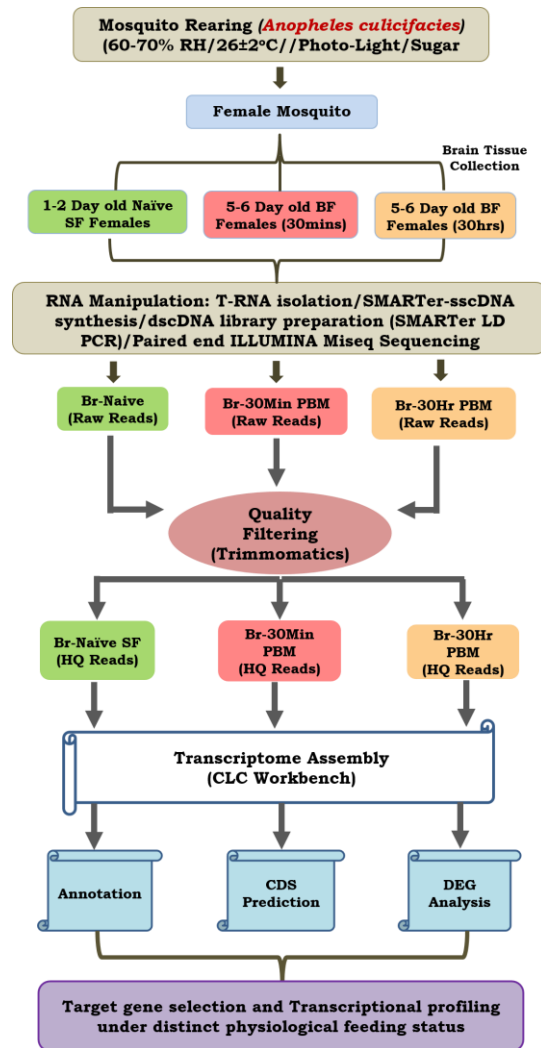 Mosquito Rearing (Anopheles culicifacies)
(60-70% RH/26±2ºC//Photo-Light/Sugar
Female Mosquito
Brain Tissue
Collection
1-2 Day old Naïve
SF Females
5-6 Day old BF
Females (30mins)
5-6 Day old BF
Females (30hrs)
RNA Manipulation: T-RNA isolation/SMARTer-sscDNA
synthesis/dscDNA library preparation (SMARTer LD
PCR)/Paired end ILLUMINA Miseq Sequencing
Br-Naive
(Raw Reads)
Br-30Min PBM
(Raw Reads)
Br-30Hr PBM
(Raw Reads)
Quality
Filtering
(Trimmomatics)
Br-Naïve SF
(HQ Reads)
Br-30Min
PBM
(HQ Reads)
Br-30Hr
PBM
(HQ Reads)
Transcriptome Assembly
(CLC Workbench)
Annotation
CDS
Prediction
DEG
Analysis
Target gene selection and Transcriptional profiling
under distinct physiological feeding status